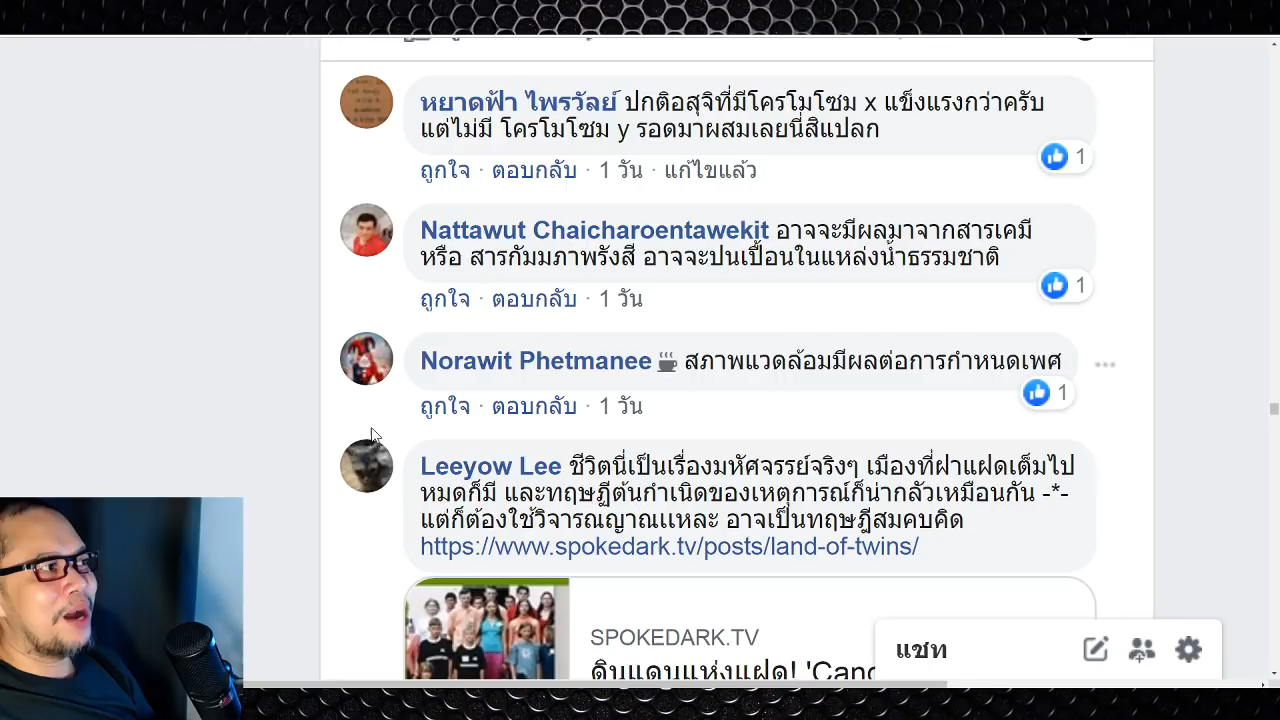 หยาดฟ้า ไพรวัลย์ ปกติอสุจิที่มีโครโมโซม x แข็งแรงกว่าครับ
แต่ไม่มี โครโมโซม y รอดมาผสมเลยนี่สิแปลก
1
ถูกใจ · ตอบกลับ · 1 วัน · แก้ไขแล้ว
Nattawut Chaicharoentawekit อาจจะมีผลมาจากสารเคมี
หรือ สารกัมมภาพรังสี อาจจะปนเปื้อนในแหล่งน้ำธรรมชาติ
1
ถูกใจ · ตอบกลับ · 1 วัน
Norawit Phetmanee ☕ สภาพแวดล้อมมีผลต่อการกำหนดเพศ
1
ถูกใจ · ตอบกลับ · 1 วัน
Leeyow Lee ชีวิตนี่เป็นเรื่องมหัศจรรย์จริงๆ เมืองที่ฝาแฝดเต็มไป
หมดก็มี และทฤษฏีต้นกำเนิดของเหตุการณ์ก็น่ากลัวเหมือนกัน -*-
แต่ก็ต้องใช้วิจารณญาณแหละ อาจเป็นทฤษฎีสมคบคิด
https://www.spokedark.tv/posts/land-of-twins/
SPOKEDARK.TV
ดินแดนแห่งแฝด! 'Canc
แชท